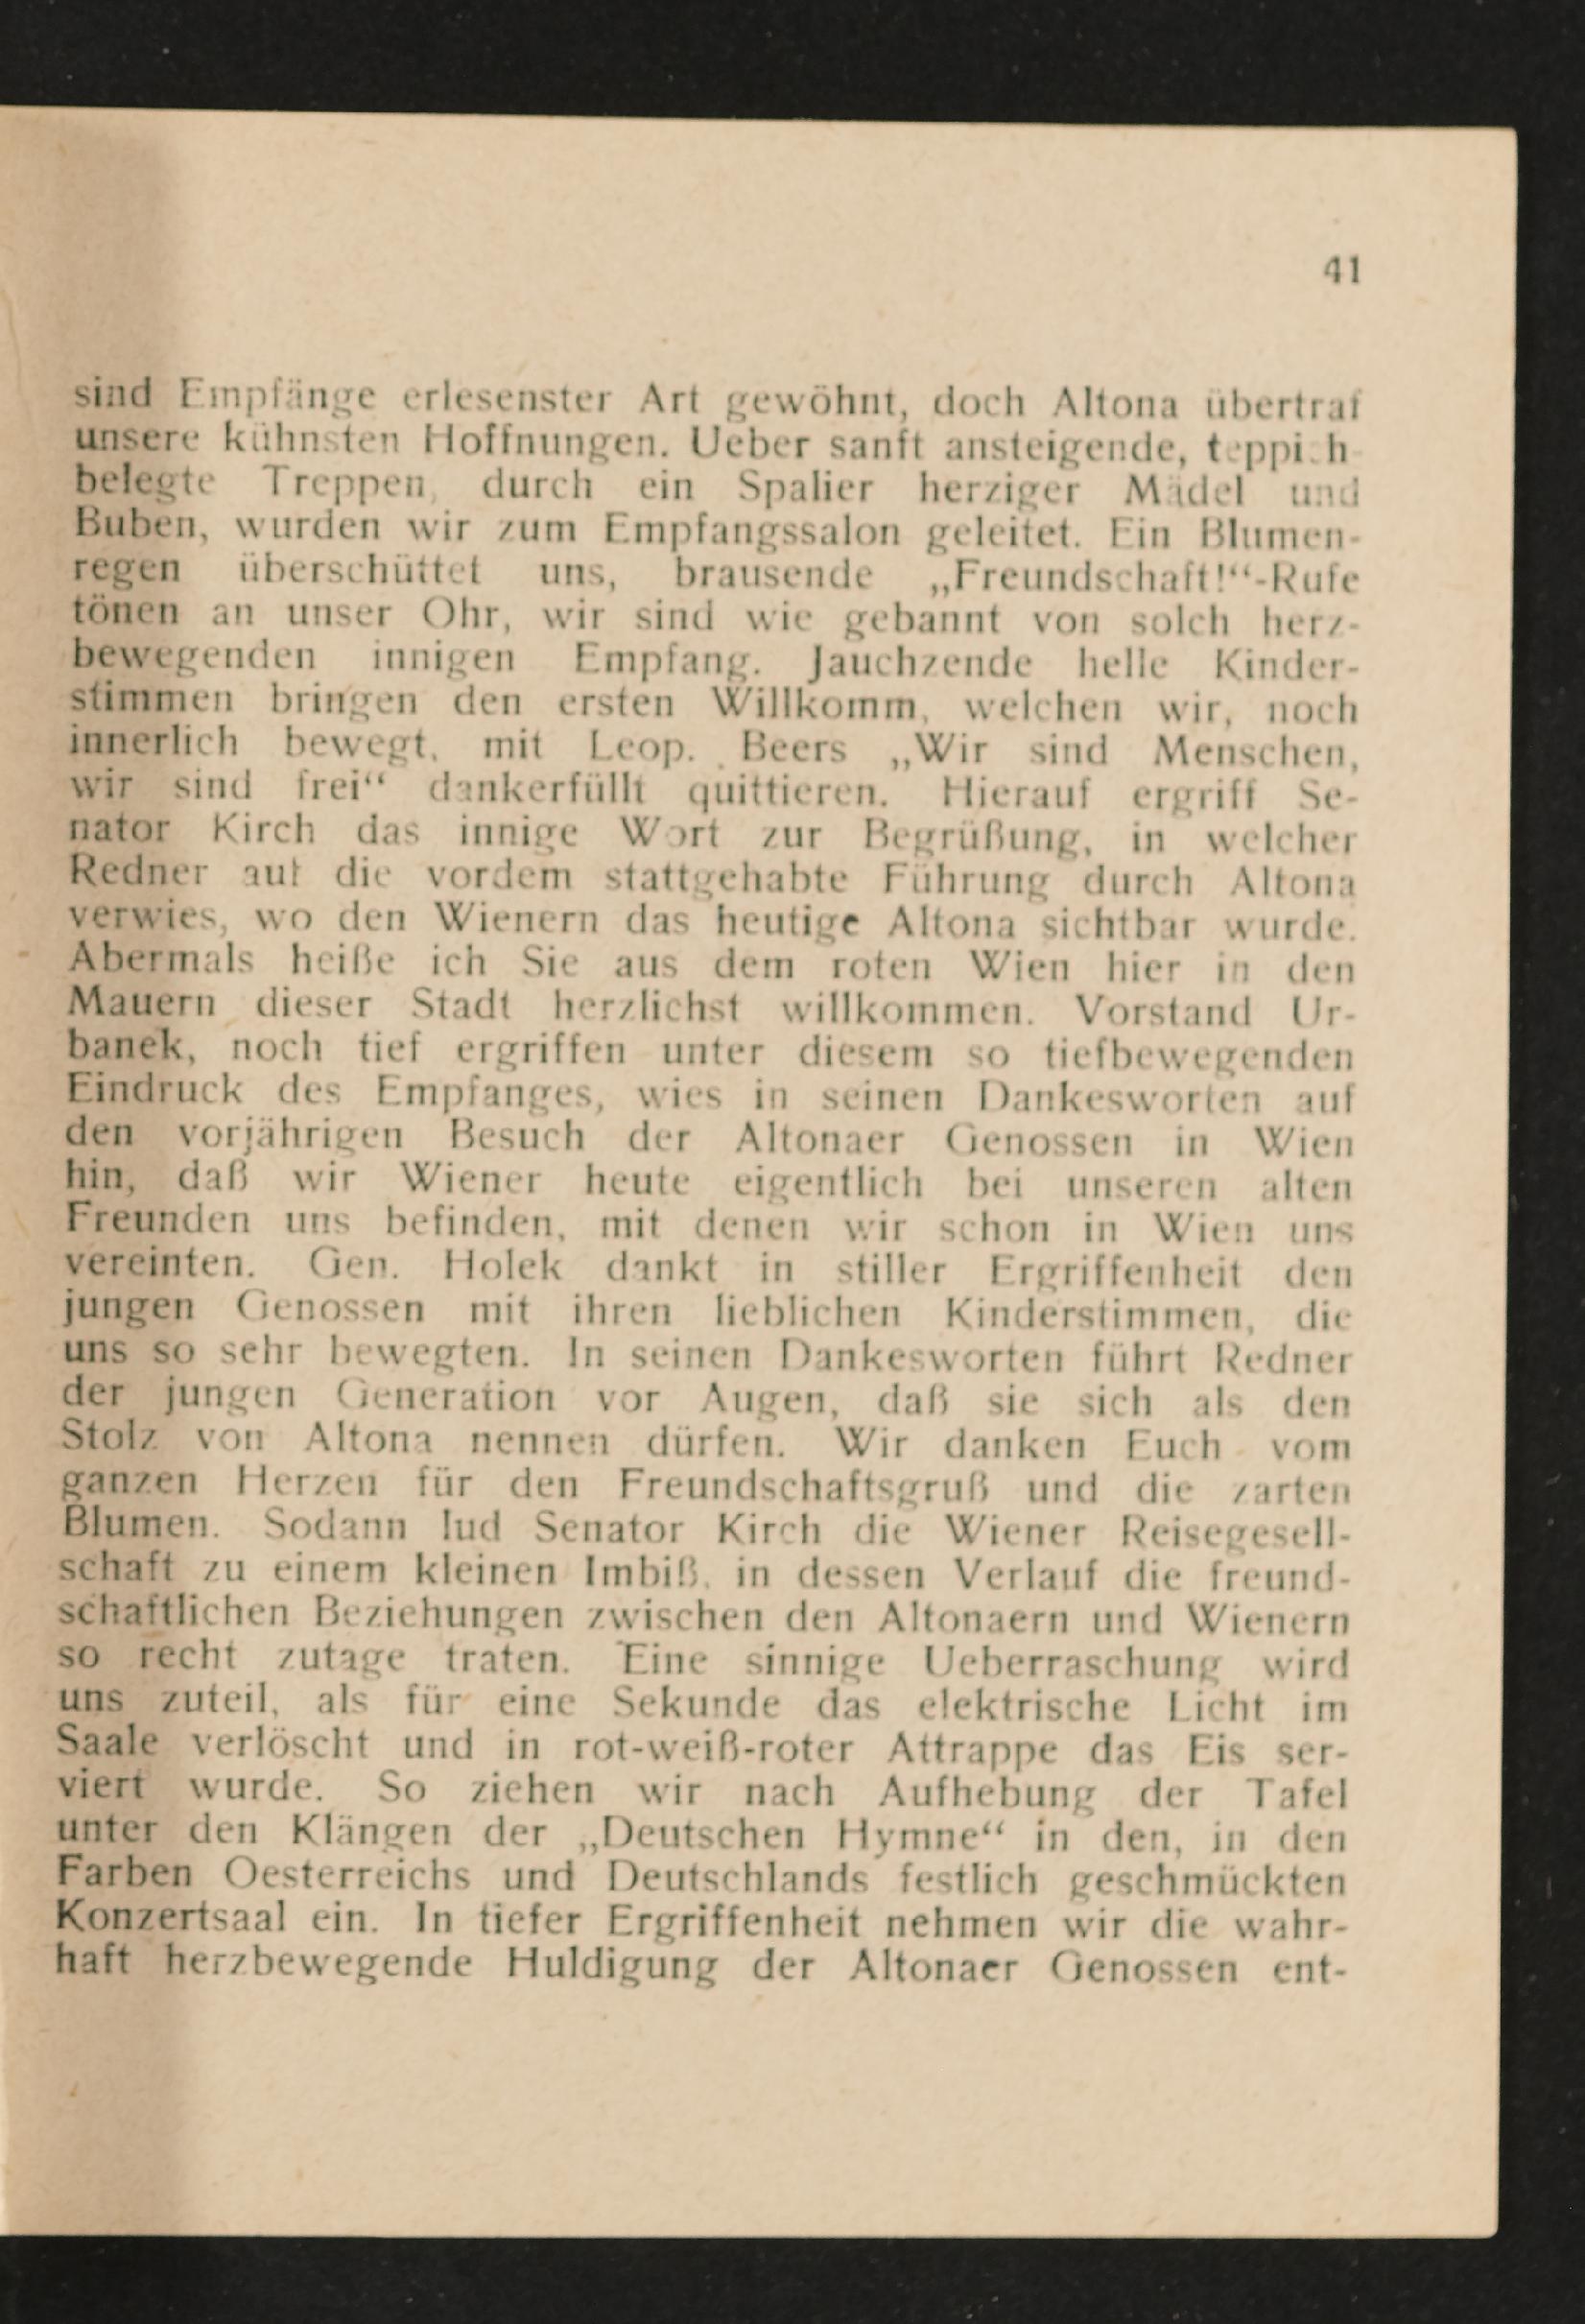 41
sind Empfänge erlesenster Art gewöhnt, doch Altona übertraf
unsere kühnsten Hoffnungen. Ueber sanft ansteigende, teppich-
belegte Treppen, durch ein Spalier herziger Mädel und
Buben, wurden wir zum Empfangssalon geleitet. Ein Blumen-
regen überschüttet uns, brausende „Freundschaft!“-Rufe
tönen an unser Ohr, wir sind wie gebannt von solch herz-
bewegenden innigen Empfang. Jauchzende helle Kinder-
stimmen bringen den ersten Willkomm, welchen wir, noch
innerlich bewegt, mit Leop. Beers „Wir sind Menschen,
wir sind frei“ dankerfüllt quittieren. Hierauf ergriff Se-
nator Kirch das innige Wort zur Begrüßung, in welcher
Redner auf die vordem stattgehabte Führung durch Altona
verwies, wo den Wienern das heutige Altona sichtbar wurde.
Abermals heiße ich Sie aus dem roten Wien hier in den
Mauern dieser Stadt herzlichst willkommen. Vorstand Ur-
banek, noch tief ergriffen unter diesem so tiefbewegenden
Eindruck des Empfanges, wies in seinen Dankesworten auf
den vorjährigen Besuch der Altonaer Genossen in Wien
hin, daß wir Wiener heute eigentlich bei unseren alten
Freunden uns befinden, mit denen wir schon in Wien uns
vereinten. Gen. Holek dankt in stiller Ergriffenheit den
jungen Genossen mit ihren lieblichen Kinderstimmen, die
uns so sehr bewegten. In seinen Dankesworten führt Redner
der jungen Generation vor Augen, daß sie sich als den
Stolz von Altona nennen dürfen. Wir danken Euch vom
ganzen Herzen für den Freundschaftsgruß und die zarten
Blumen. Sodann lud Senator Kirch die Wiener Reisegesell-
schaft zu einem kleinen Imbiß, in dessen Verlauf die freund-
schaftlichen Beziehungen zwischen den Altonaern und Wienern
so recht zutage traten. Eine sinnige Ueberraschung wird
uns zuteil, als für eine Sekunde das elektrische Licht im
Saale verlöscht und in rot-weiß-roter Attrappe das Eis ser-
viert wurde. So ziehen wir nach Aufhebung der Tafel
unter den Klängen der „Deutschen Hymne“ in den, in den
Farben Oesterreichs und Deutschlands festlich geschmückten
Konzertsaal ein. In tiefer Ergriffenheit nehmen wir die wahr-
haft herzbewegende Huldigung der Altonaer Genossen ent-